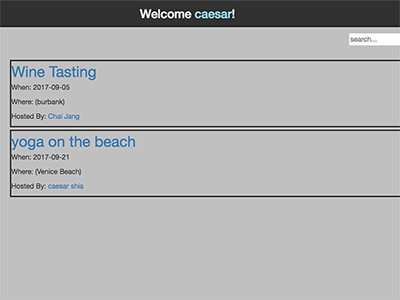 Welcome caesar!
search...
Wine Tasting
When: 2017-09-05
Where: (burbank)
Hosted By: Chai Jang
yoga on the beach
When: 2017-09-21
Where: (Venice Beach)
Hosted By: caesar shia